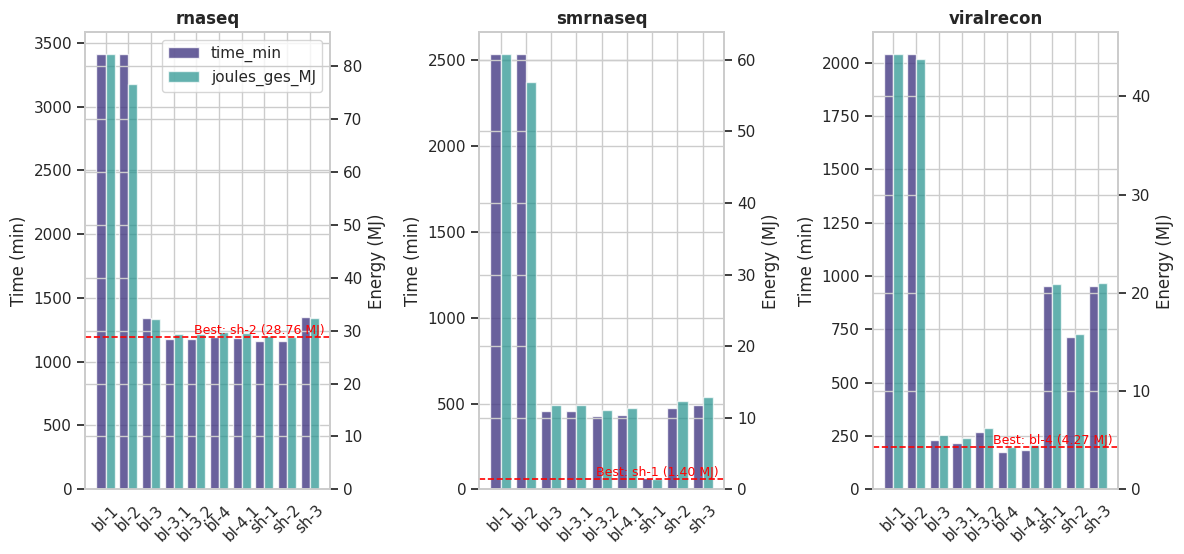 rnaseq
3500
3000
2500
2000
1500
1000
500
0
Time (min)
80
70
60
50
40
30
20
10
0
Energy (MJ)
time_min
joules_ges_MJ
Best: sh-2 (28.76 MJ)
bl-1
bl-2
bl-3
bl-3.1
bl-3.2
bl-4
bl-4.1
sh-1
sh-2
sh-3
smrnaseq
2500
2000
1500
1000
500
0
Time (min)
60
50
40
30
20
10
0
Energy (MJ)
Best: sh-1 (1.40 MJ)
bl-1
bl-2
bl-3
bl-3.1
bl-3.2
bl-4.1
sh-1
sh-2
sh-3
viralrecon
2000
1750
1500
1250
1000
750
500
250
0
Time (min)
40
30
20
10
0
Energy (MJ)
Best: bl-4 (4.27 MJ)
bl-1
bl-2
bl-3
bl-3.1
bl-3.2
bl-4
bl-4.1
sh-1
sh-2
sh-3